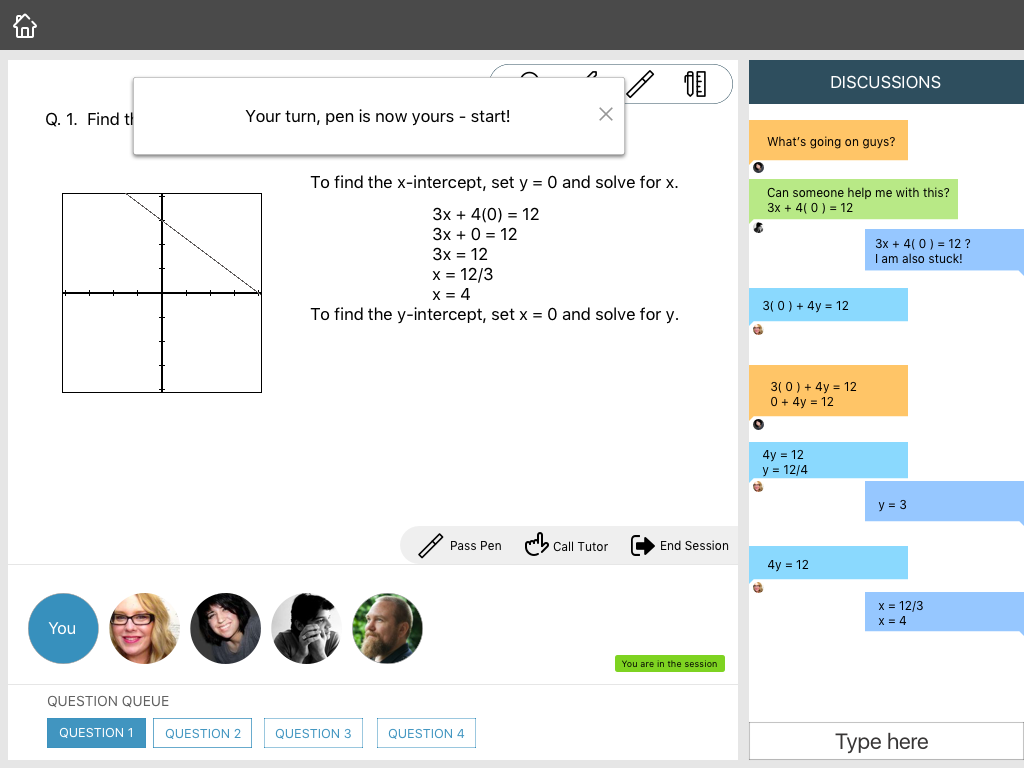 Your turn, pen is now yours - start!
Q. 1. Find
To find the x-intercept, set y = 0 and solve for x.
3x + 4(0) = 12
3x + 0 = 12
3x = 12
x = 12/3
x = 4
To find the y-intercept, set x = 0 and solve for y.
Pass Pen
Call Tutor
End Session
You
You are in the session
QUESTION QUEUE
QUESTION 1
QUESTION 2
QUESTION 3
QUESTION 4
DISCUSSIONS
What's going on guys?
Can someone help me with this?
3x + 4( 0 ) = 12
3x + 4( 0 ) = 12 ?
I am also stuck!
3( 0 ) + 4y = 12
3( 0 ) + 4y = 12
0 + 4y = 12
4y = 12
y = 12/4
y = 3
4y = 12
x = 12/3
x = 4
Type here